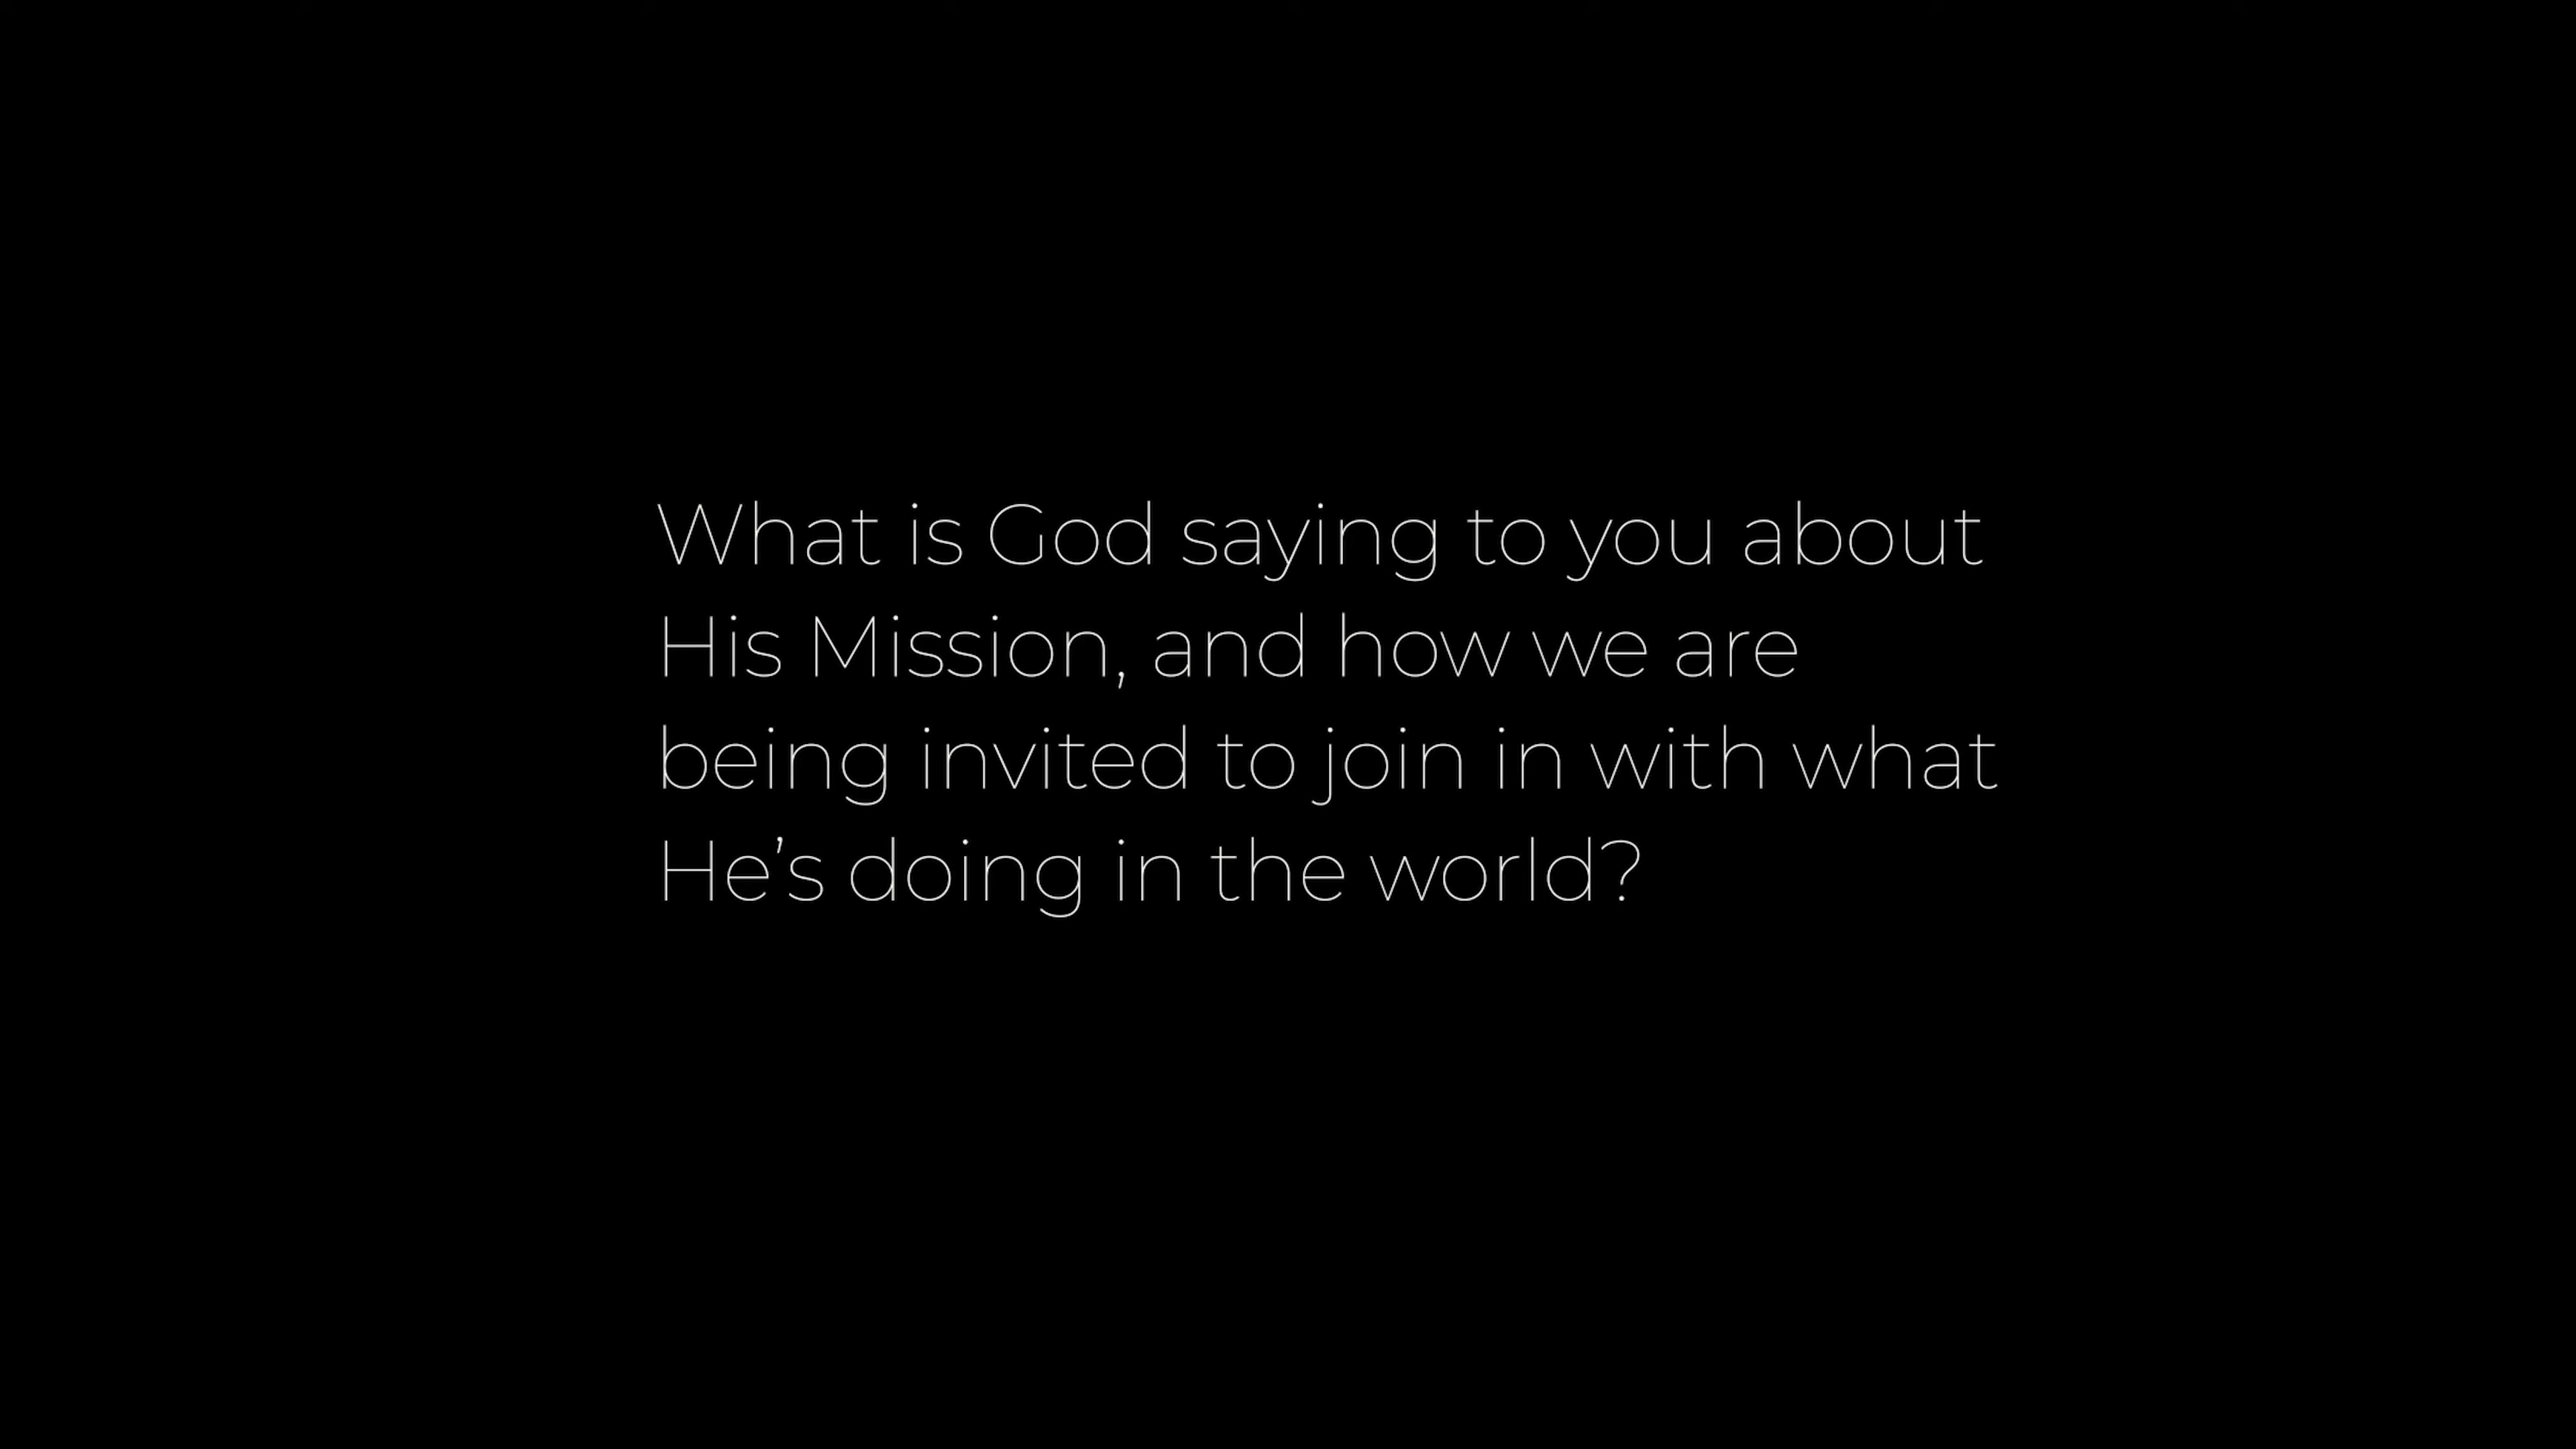 What is God saying to you about
His Mission, and how we are
being invited to join in with what
He’s doing in the world?